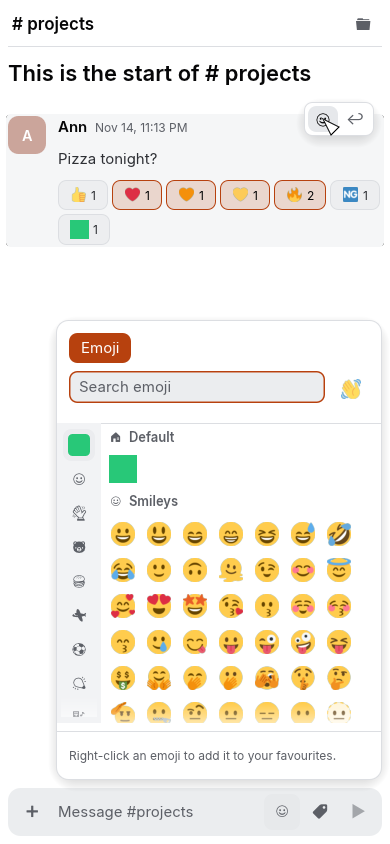 # projects
This is the start of # projects
A
Ann Nov 14, 11:13 PM
Pizza tonight?
1 1 1 1 2 NG 1
1
Emoji
Search emoji
Default
Smileys
Right-click an emoji to add it to your favourites.
Message #projects